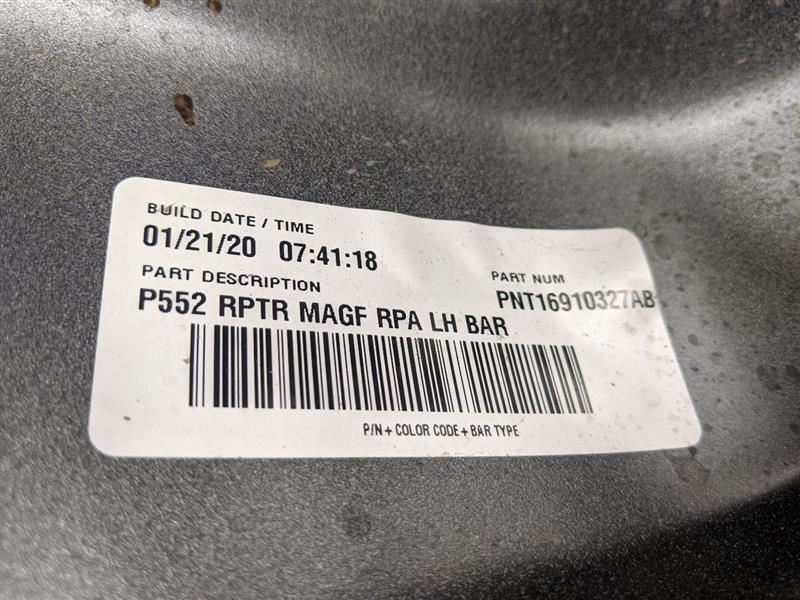 BUILD DATE / TIME
01/21/20 07:41:18
PART DESCRIPTION
PART NUM
P552 RPTR MAGF RPA LH BAR
PNT16910327AB
P/N + COLOR CODE + BAR TYPE